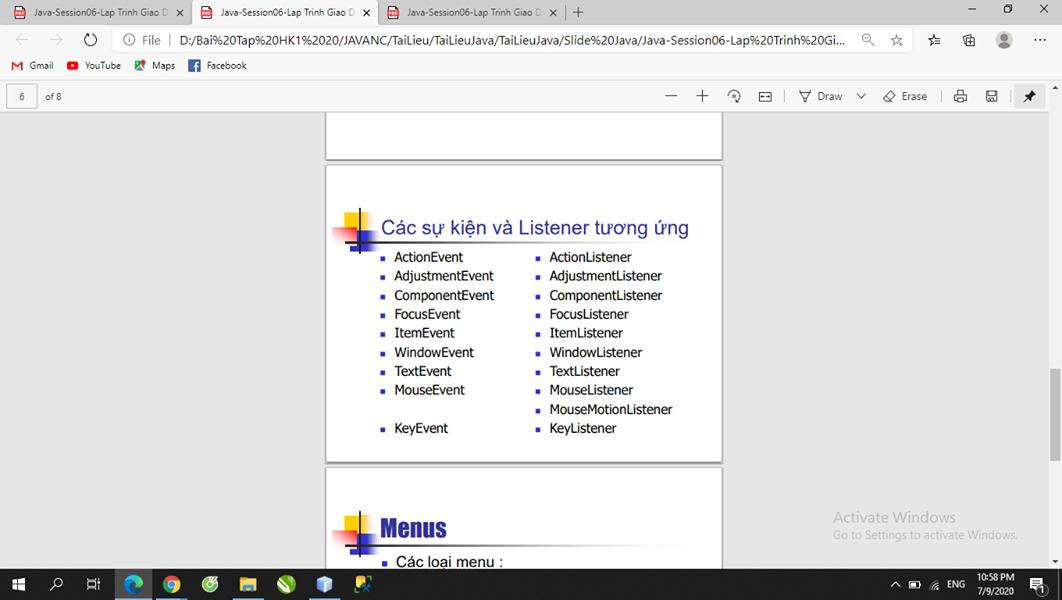 Java-Session06-Lap Trinh Giao D
Java-Session06-Lap Trinh Giao D
Java-Session06-Lap Trinh Giao D
File
D:/Bai%20Tap%20HK1%2020/JAVANC/TaiLieu/TaiLieuJava/TaiLieuJava/Slide%20Java/Java-Session06-Lap%20Trinh%20Gi...
Gmail
YouTube
Maps
Facebook
6
of 8
Draw
Erase
Các sự kiện và Listener tương ứng
ActionEvent
ActionListener
AdjustmentEvent
AdjustmentListener
ComponentEvent
ComponentListener
FocusEvent
FocusListener
ItemEvent
ItemListener
WindowEvent
WindowListener
TextEvent
TextListener
MouseEvent
MouseListener
MouseMotionListener
KeyEvent
KeyListener
Menus
Các loại menu :
Activate Windows
Go to Settings to activate Windows.
ENG
10:58 PM
7/9/2020
1